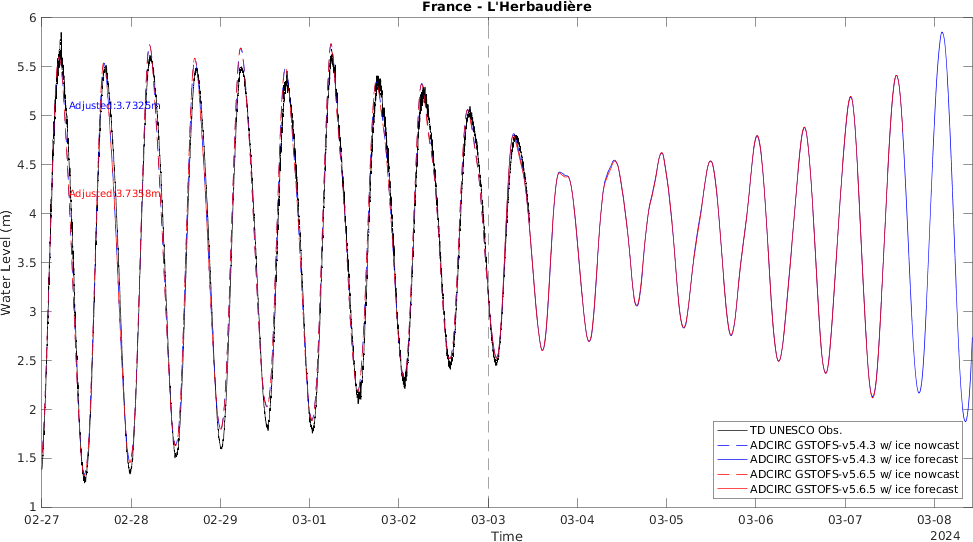 France - L'Herbaudière
Water Level (m)
6
5.5
5
4.5
4
3.5
3
2.5
2
1.5
1
Adjusted:3.7325m
Adjusted:3.7358m
TD UNESCO Obs.
ADCIRC GSTOFS-v5.4.3 w/ ice nowcast
ADCIRC GSTOFS-v5.4.3 w/ ice forecast
ADCIRC GSTOFS-v5.6.5 w/ ice nowcast
ADCIRC GSTOFS-v5.6.5 w/ ice forecast
02-27 02-28 02-29 03-01 03-02 03-03 03-04 03-05 03-06 03-07 03-08
Time
2024